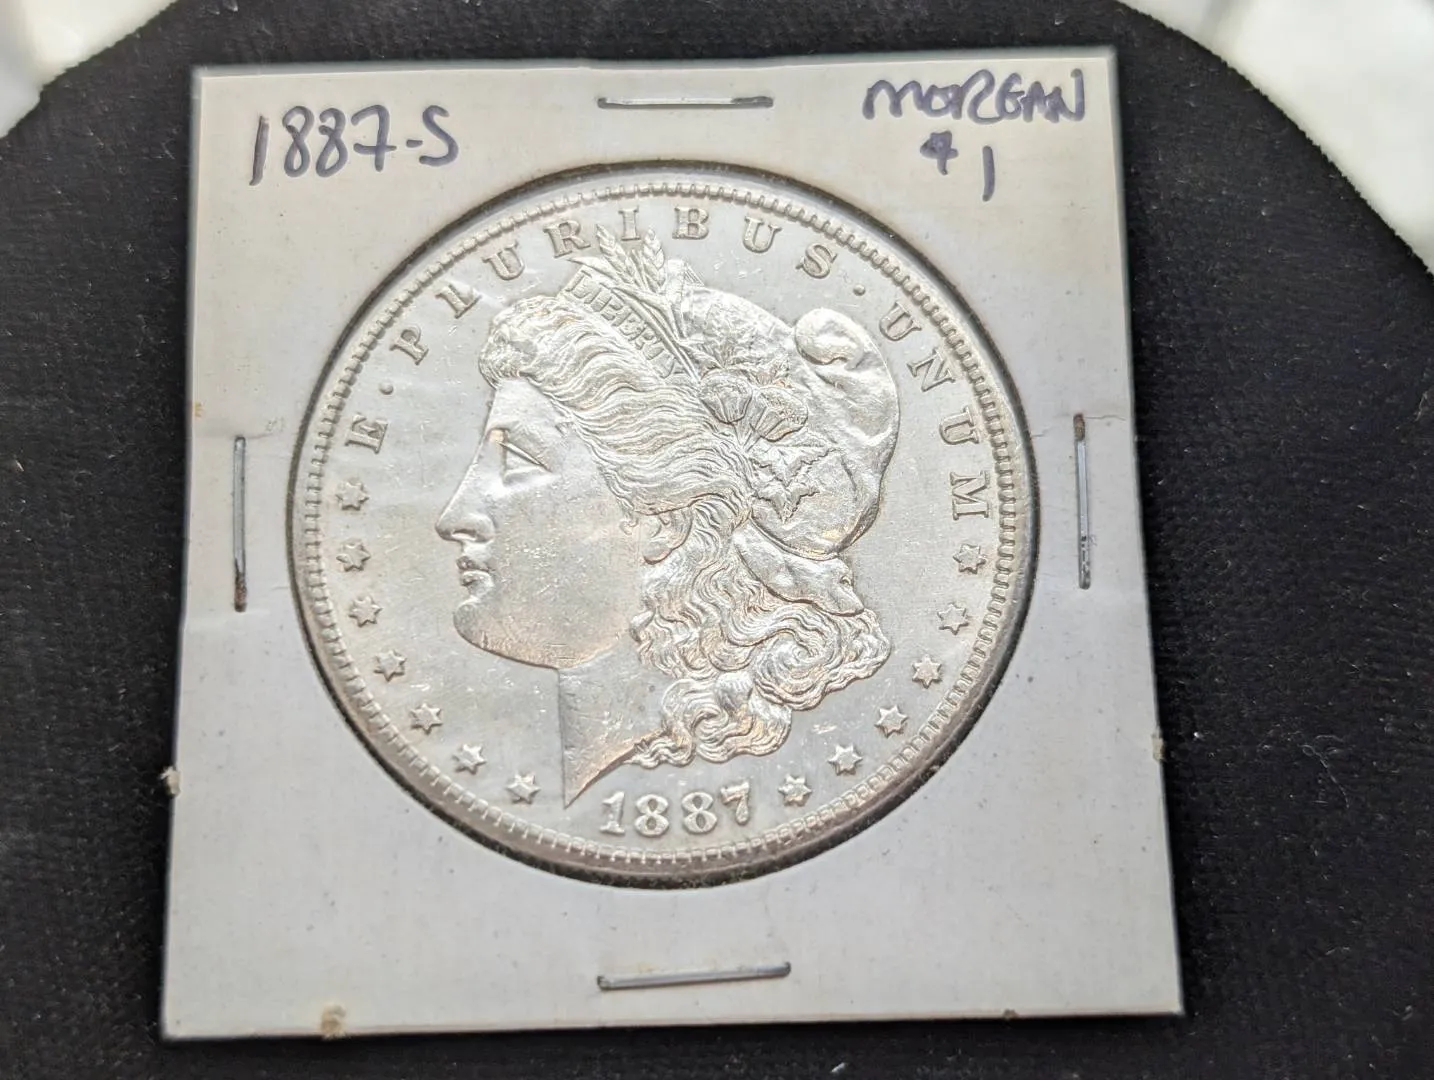 1887-S
MORGAN
$1
E·PLURIBUS·UNUM
LIBERTY
1887